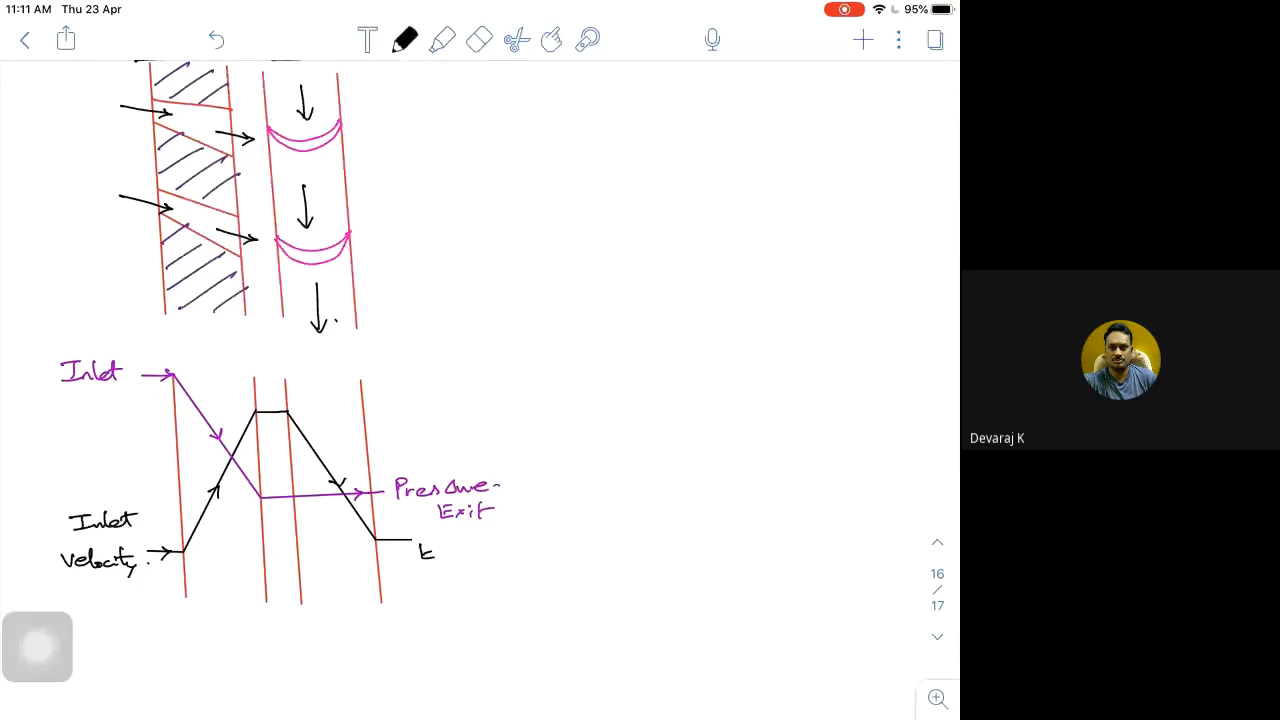 11:11 AM Thu 23 Apr
95%
T
Inlet
Pressure-
Exit
Inlet
Velocity.
E
16
/
17
Devaraj K